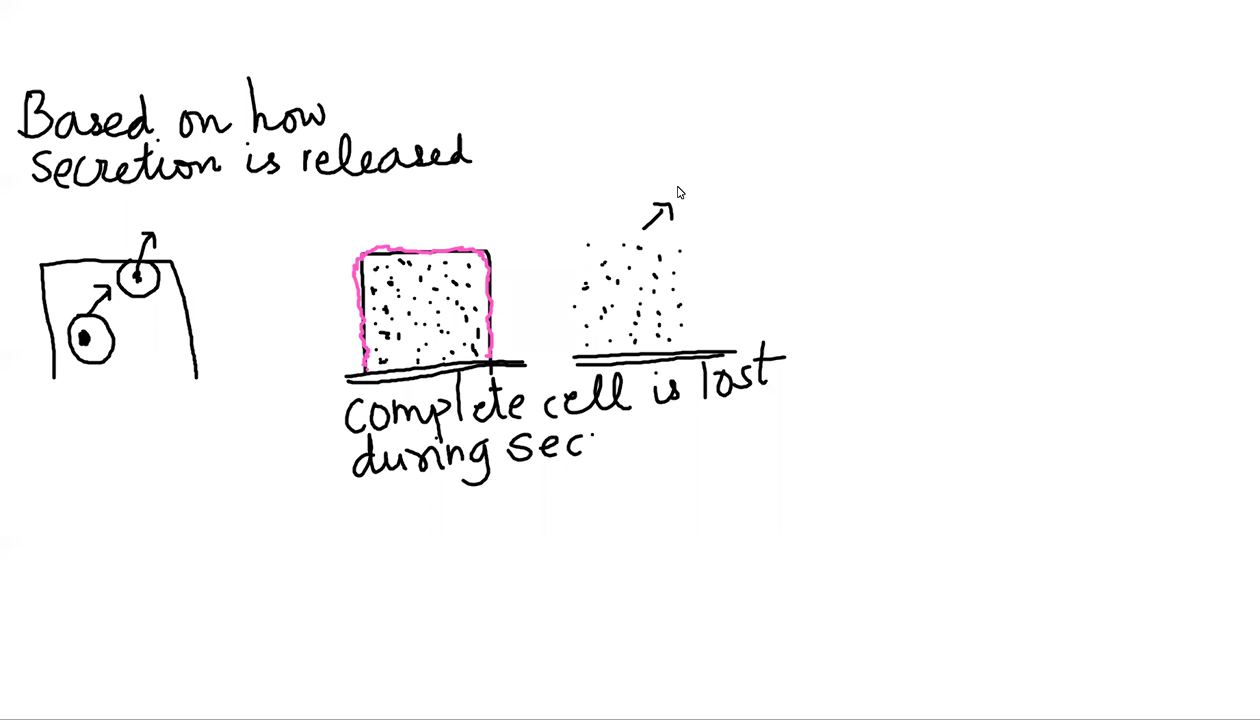 Based on how
secretion is released
complete cell is lost
during sec